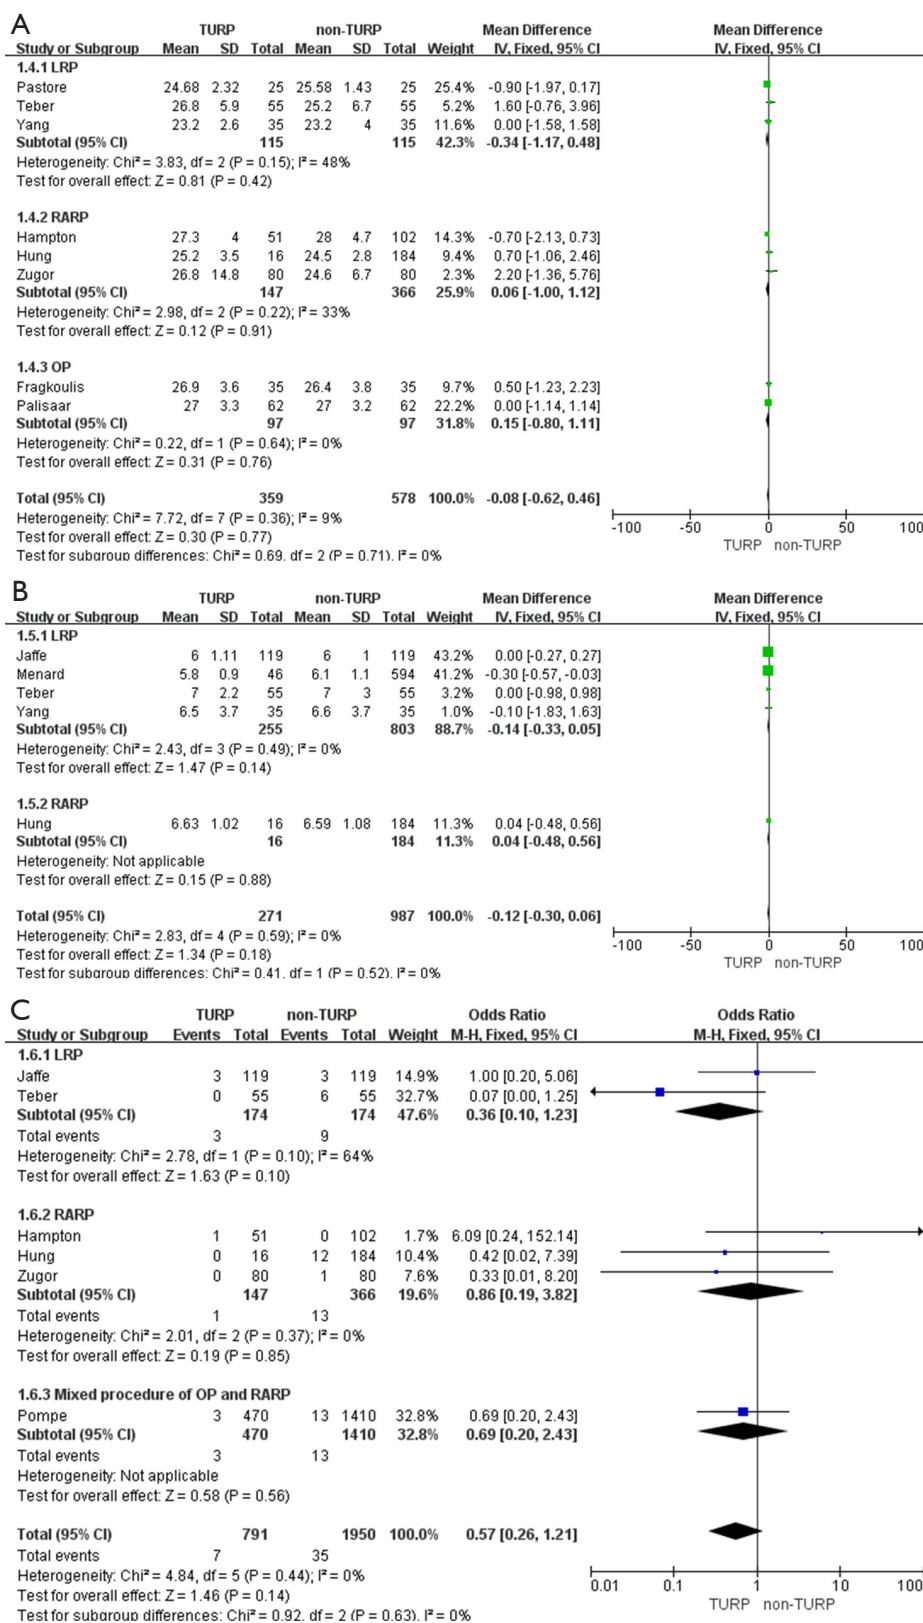 A
TURP non-TURP Mean Difference Mean Difference
Study or Subgroup Mean SD Total Mean SD Total Weight IV, Fixed, 95% CI IV, Fixed, 95% CI
1.4.1 LRP
Pastore 24.68 2.32 25 25.58 1.43 25 25.4% -0.90 [-1.97, 0.17]
Teber 26.8 5.9 55 25.2 6.7 55 5.2% 1.60 [-0.76, 3.96]
Yang 23.2 2.6 35 23.2 4 35 11.6% 0.00 [-1.58, 1.58]
Subtotal (95% CI) 115 115 42.3% -0.34 [-1.17, 0.48]
Heterogeneity: Chi² = 3.83, df = 2 (P = 0.15); I² = 48%
Test for overall effect: Z = 0.81 (P = 0.42)
1.4.2 RARP
Hampton 27.3 4 51 28 4.7 102 14.3% -0.70 [-2.13, 0.73]
Hung 25.2 3.5 16 24.5 2.8 184 9.4% 0.70 [-1.06, 2.46]
Zugor 26.8 14.8 80 24.6 6.7 80 2.3% 2.20 [-1.36, 5.76]
Subtotal (95% CI) 147 366 25.9% 0.06 [-1.00, 1.12]
Heterogeneity: Chi² = 2.98, df = 2 (P = 0.22); I² = 33%
Test for overall effect: Z = 0.12 (P = 0.91)
1.4.3 OP
Fragkoulis 26.9 3.6 35 26.4 3.8 35 9.7% 0.50 [-1.23, 2.23]
Palisaar 27 3.3 62 27 3.2 62 22.2% 0.00 [-1.14, 1.14]
Subtotal (95% CI) 97 97 31.8% 0.15 [-0.80, 1.11]
Heterogeneity: Chi² = 0.22, df = 1 (P = 0.64); I² = 0%
Test for overall effect: Z = 0.31 (P = 0.76)
Total (95% CI) 359 578 100.0% -0.08 [-0.62, 0.46]
Heterogeneity: Chi² = 7.72, df = 7 (P = 0.36); I² = 9%
Test for overall effect: Z = 0.30 (P = 0.77)
Test for subgroup differences: Chi² = 0.69, df = 2 (P = 0.71), I² = 0%
-100 -50 0 50 100
TURP non-TURP
B
TURP non-TURP Mean Difference Mean Difference
Study or Subgroup Mean SD Total Mean SD Total Weight IV, Fixed, 95% CI IV, Fixed, 95% CI
1.5.1 LRP
Jaffe 6 1.11 119 6 1 119 43.2% 0.00 [-0.27, 0.27]
Menard 5.8 0.9 46 6.1 1.1 594 41.2% -0.30 [-0.57, -0.03]
Teber 7 2.2 55 7 3 55 3.2% 0.00 [-0.98, 0.98]
Yang 6.5 3.7 35 6.6 3.7 35 1.0% -0.10 [-1.83, 1.63]
Subtotal (95% CI) 255 803 88.7% -0.14 [-0.33, 0.05]
Heterogeneity: Chi² = 2.43, df = 3 (P = 0.49); I² = 0%
Test for overall effect: Z = 1.47 (P = 0.14)
1.5.2 RARP
Hung 6.63 1.02 16 6.59 1.08 184 11.3% 0.04 [-0.48, 0.56]
Subtotal (95% CI) 16 184 11.3% 0.04 [-0.48, 0.56]
Heterogeneity: Not applicable
Test for overall effect: Z = 0.15 (P = 0.88)
Total (95% CI) 271 987 100.0% -0.12 [-0.30, 0.06]
Heterogeneity: Chi² = 2.83, df = 4 (P = 0.59); I² = 0%
Test for overall effect: Z = 1.34 (P = 0.18)
Test for subgroup differences: Chi² = 0.41, df = 1 (P = 0.52), I² = 0%
-100 -50 0 50 100
TURP non-TURP
C
TURP non-TURP Odds Ratio Odds Ratio
Study or Subgroup Events Total Events Total Weight M-H, Fixed, 95% CI M-H, Fixed, 95% CI
1.6.1 LRP
Jaffe 3 119 3 119 14.9% 1.00 [0.20, 5.06]
Teber 0 55 6 55 32.7% 0.07 [0.00, 1.25]
Subtotal (95% CI) 174 174 47.6% 0.36 [0.10, 1.23]
Total events 3 9
Heterogeneity: Chi² = 2.78, df = 1 (P = 0.10); I² = 64%
Test for overall effect: Z = 1.63 (P = 0.10)
1.6.2 RARP
Hampton 1 51 0 102 1.7% 6.09 [0.24, 152.14]
Hung 0 16 12 184 10.4% 0.42 [0.02, 7.39]
Zugor 0 80 1 80 7.6% 0.33 [0.01, 8.20]
Subtotal (95% CI) 147 366 19.6% 0.86 [0.19, 3.82]
Total events 1 13
Heterogeneity: Chi² = 2.01, df = 2 (P = 0.37); I² = 0%
Test for overall effect: Z = 0.19 (P = 0.85)
1.6.3 Mixed procedure of OP and RARP
Pompe 3 470 13 1410 32.8% 0.69 [0.20, 2.43]
Subtotal (95% CI) 470 1410 32.8% 0.69 [0.20, 2.43]
Total events 3 13
Heterogeneity: Not applicable
Test for overall effect: Z = 0.58 (P = 0.56)
Total (95% CI) 791 1950 100.0% 0.57 [0.26, 1.21]
Total events 7 35
Heterogeneity: Chi² = 4.84, df = 5 (P = 0.44); I² = 0%
Test for overall effect: Z = 1.46 (P = 0.14)
Test for subgroup differences: Chi² = 0.92, df = 2 (P = 0.63), I² = 0%
0.01 0.1 1 10 100
TURP non-TURP